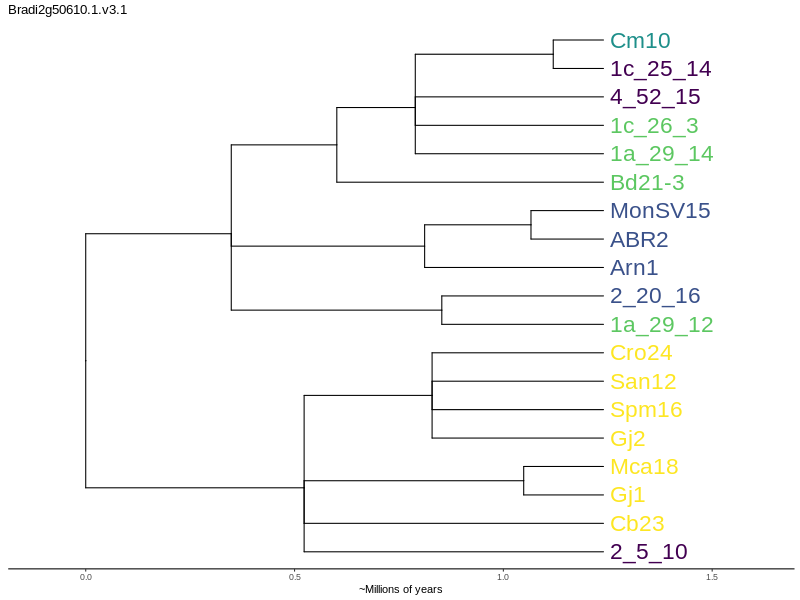 Bradi2g50610.1.v3.1
Cm10
1c_25_14
4_52_15
1c_26_3
1a_29_14
Bd21-3
MonSV15
ABR2
Arn1
2_20_16
1a_29_12
Cro24
San12
Spm16
Gj2
Mca18
Gj1
Cb23
2_5_10
0.0 0.5 1.0 1.5
~Millions of years